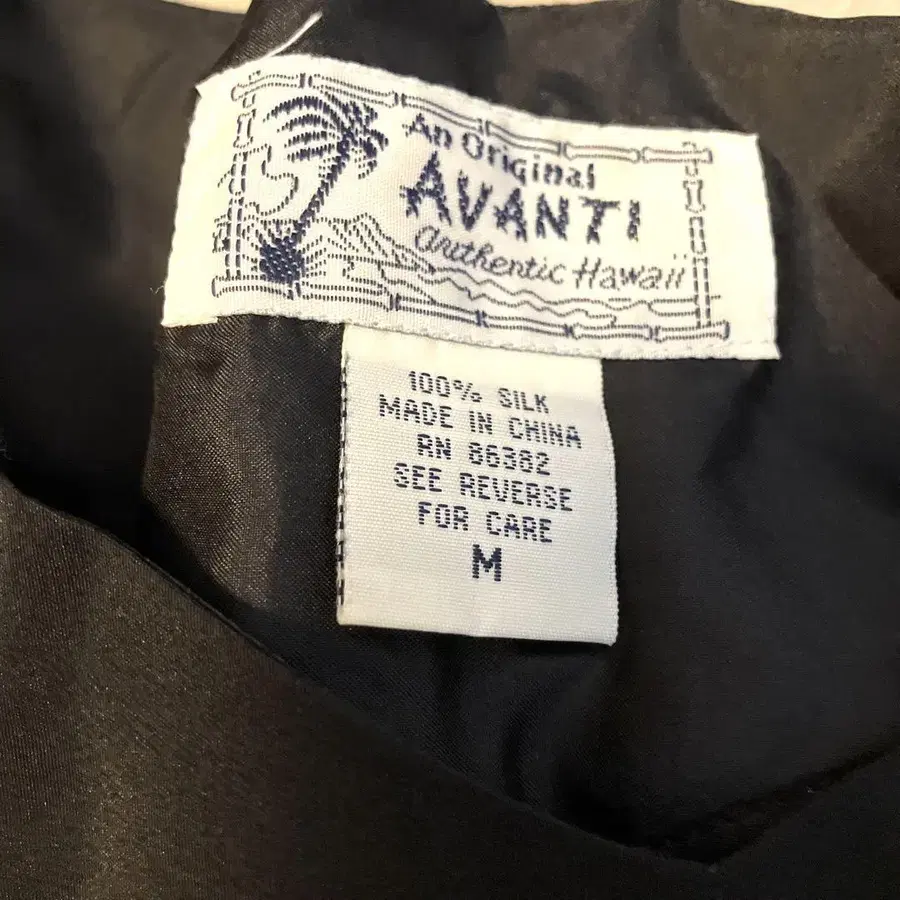 An Original
AVANTI
authentic Hawaii
100% SILK
MADE IN CHINA
RN 86382
SEE REVERSE
FOR CARE
M